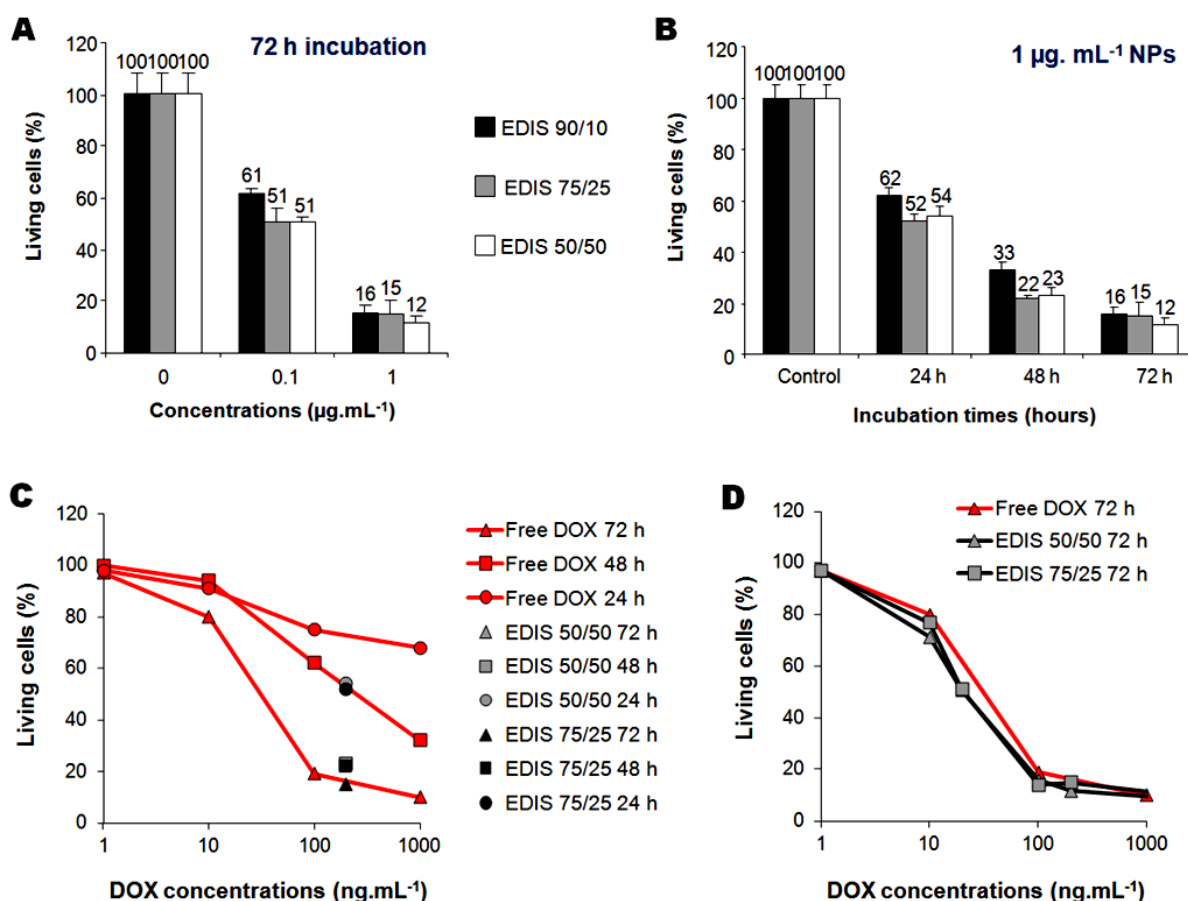 A
72 h incubation
120
100
80
60
40
20
0
Living cells (%)
100 100 100
61
51
51
16
15
12
0
0.1
1
Concentrations (µg.mL⁻¹)
EDIS 90/10
EDIS 75/25
EDIS 50/50
B
1 µg. mL⁻¹ NPs
120
100
80
60
40
20
0
Living cells (%)
100 100 100
62
52
54
33
22
23
16
15
12
Control
24 h
48 h
72 h
Incubation times (hours)
C
120
100
80
60
40
20
0
Living cells (%)
1
10
100
1000
DOX concentrations (ng.mL⁻¹)
Free DOX 72 h
Free DOX 48 h
Free DOX 24 h
EDIS 50/50 72 h
EDIS 50/50 48 h
EDIS 50/50 24 h
EDIS 75/25 72 h
EDIS 75/25 48 h
EDIS 75/25 24 h
D
120
100
80
60
40
20
0
Living cells (%)
Free DOX 72 h
EDIS 50/50 72 h
EDIS 75/25 72 h
1
10
100
1000
DOX concentrations (ng.mL⁻¹)